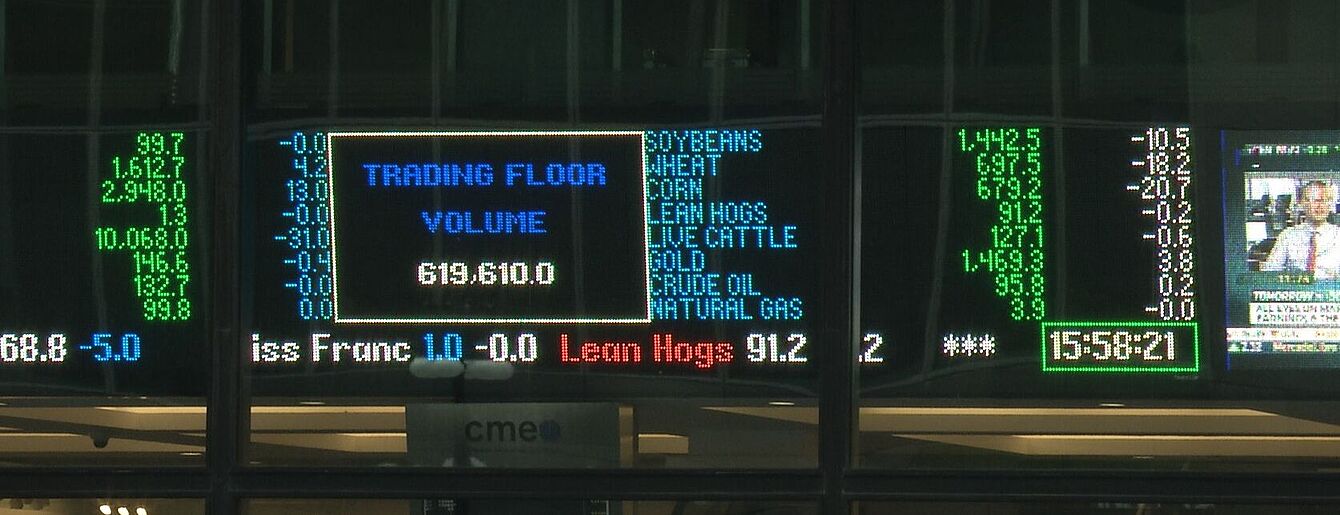 99.7 -0.0 SOYBEANS 1,442.5 -10.5
1,612.7 4.2 WHEAT 697.5 -18.2
2,948.0 13.0 CORN 679.2 -20.7
1.3 -0.0 LEAN HOGS 91.2 -0.2
10,068.0 -31.0 LIVE CATTLE 127.1 -0.6
146.6 -0.4 GOLD 1,469.8 3.8
132.7 -0.0 CRUDE OIL 95.8 0.2
99.8 0.0 NATURAL GAS 3.9 -0.0
TRADING FLOOR
VOLUME
619,610.0
68.8 -5.0 iss Franc 1.0 -0.0 Lean Hogs 91.2 .2 *** 15:58:21
TOMORROW
cme